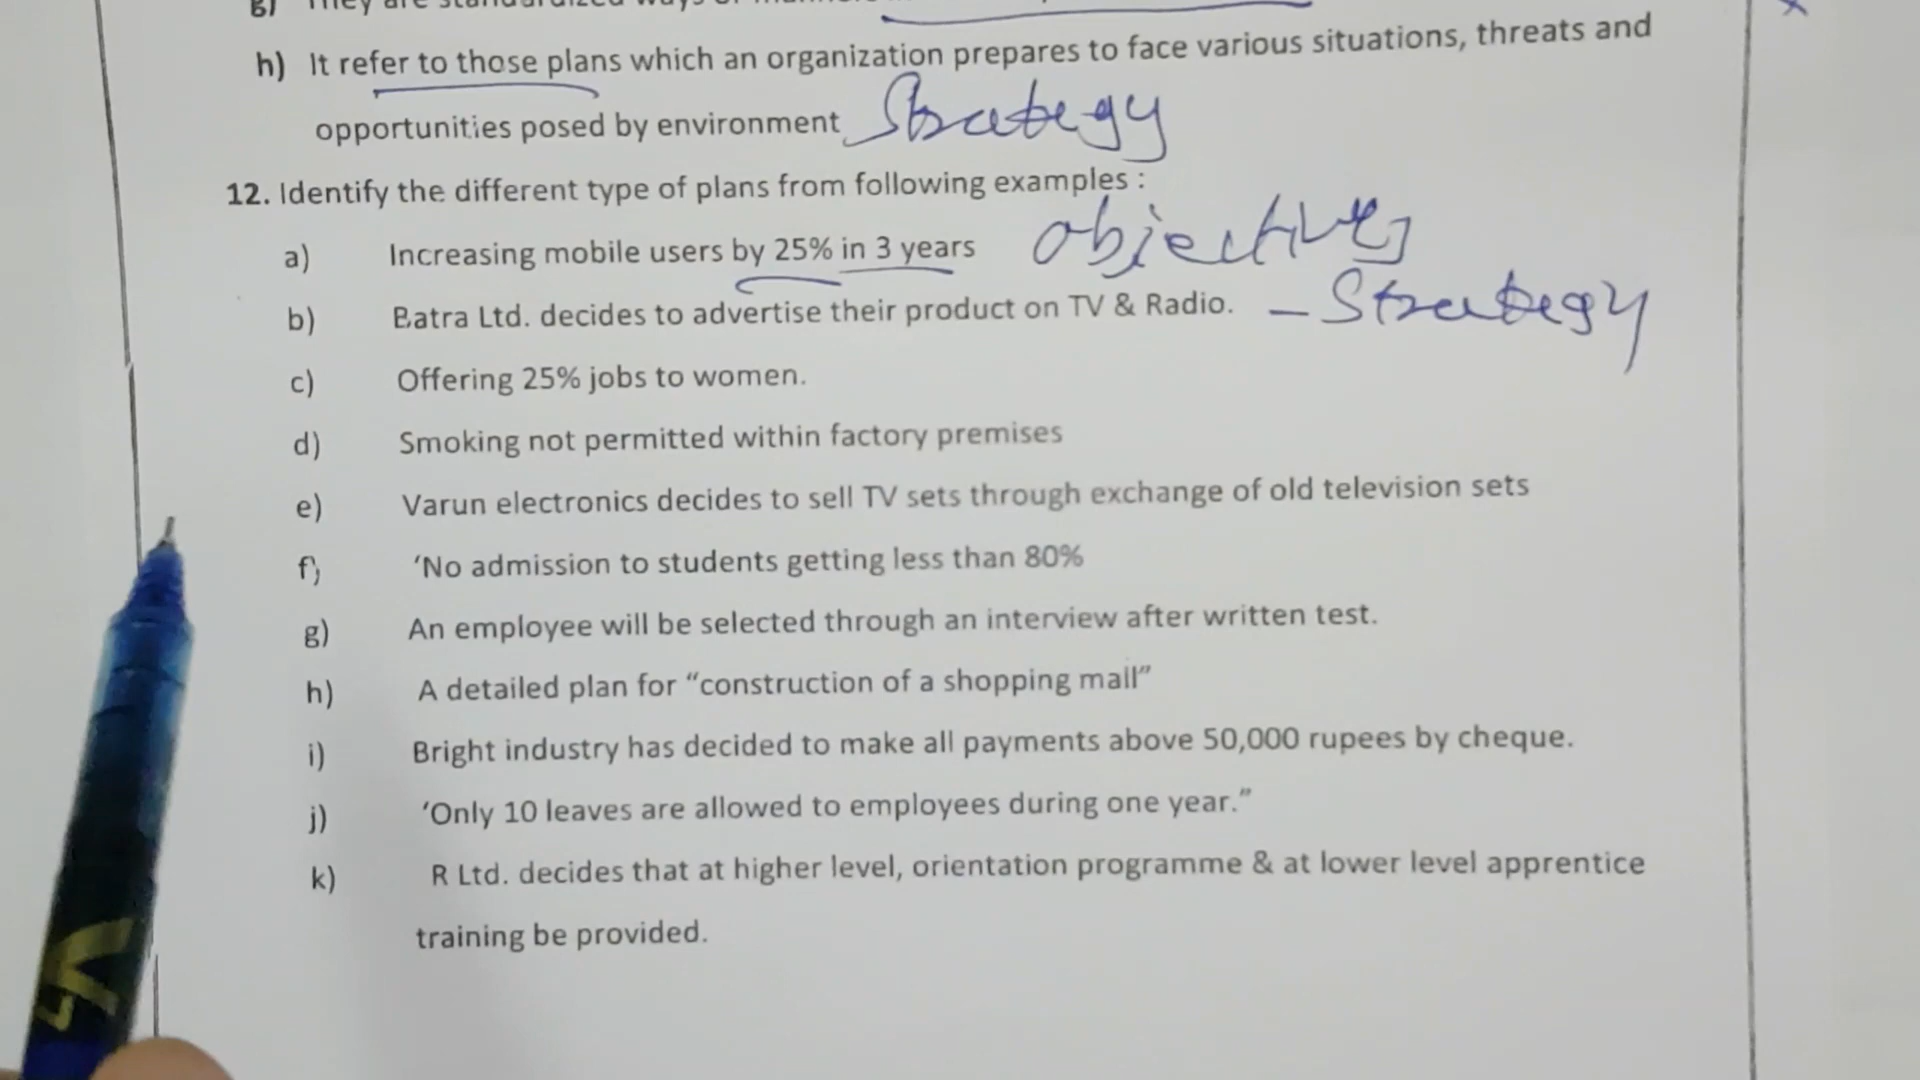 g) They are standardized ways
h) It refer to those plans which an organization prepares to face various situations, threats and
opportunities posed by environment Strategy
12. Identify the different type of plans from following examples :
a) Increasing mobile users by 25% in 3 years objectives
b) Batra Ltd. decides to advertise their product on TV & Radio. - Strategy
c) Offering 25% jobs to women.
d) Smoking not permitted within factory premises
e) Varun electronics decides to sell TV sets through exchange of old television sets
f) ‘No admission to students getting less than 80%
g) An employee will be selected through an interview after written test.
h) A detailed plan for “construction of a shopping mall”
i) Bright industry has decided to make all payments above 50,000 rupees by cheque.
j) ‘Only 10 leaves are allowed to employees during one year.”
k) R Ltd. decides that at higher level, orientation programme & at lower level apprentice
training be provided.
V7